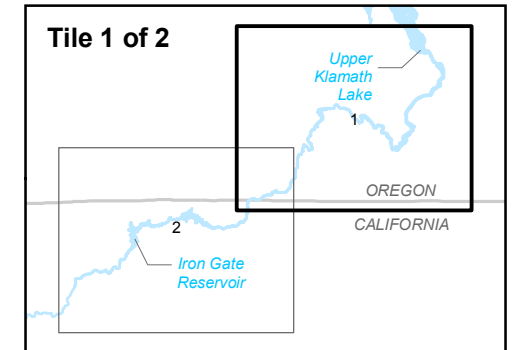 Tile 1 of 2
Upper
Klamath
Lake
1
OREGON
CALIFORNIA
2
Iron Gate
Reservoir